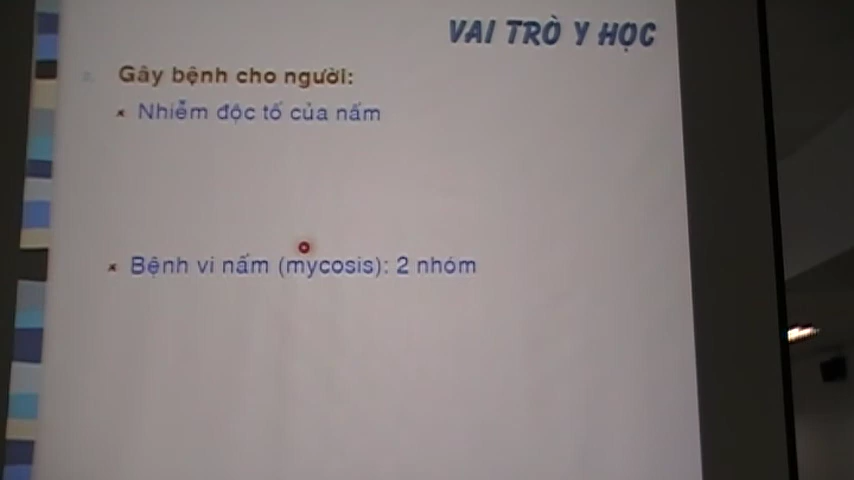 VAI TRÒ Y HỌC
Gây bệnh cho người:
× Nhiễm độc tố của nấm
× Bệnh vi nấm (mycosis): 2 nhóm